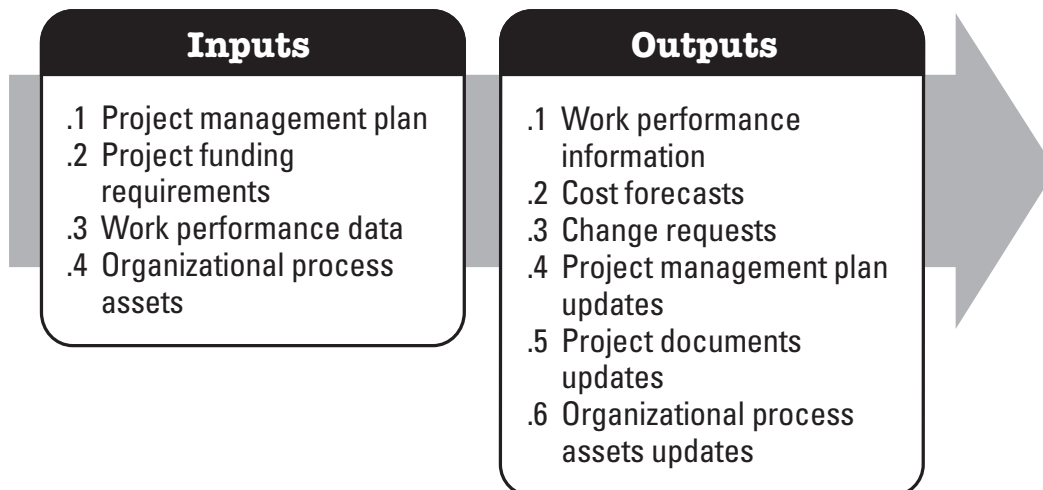 Inputs
.1 Project management plan
.2 Project funding
requirements
.3 Work performance data
.4 Organizational process
assets
Outputs
.1 Work performance
information
.2 Cost forecasts
.3 Change requests
.4 Project management plan
updates
.5 Project documents
updates
.6 Organizational process
assets updates